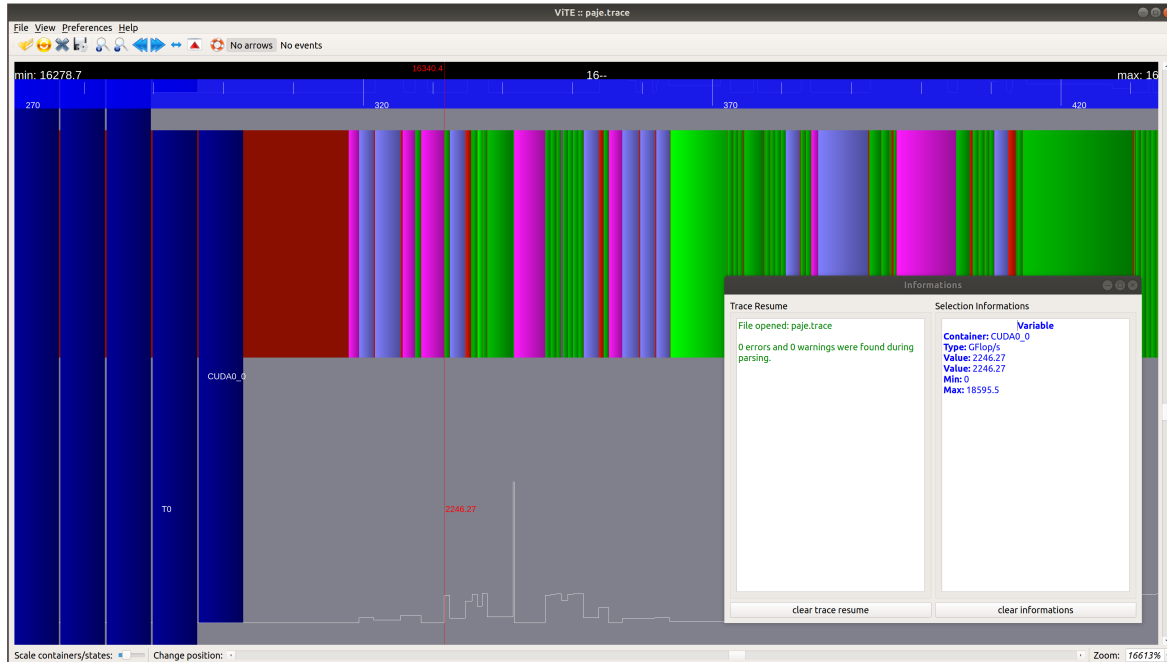 ViTE :: paje.trace
File View Preferences Help
No arrows No events
min: 16278.7
16340.4
16--
max: 16
270
320
370
420
CUDA0_0
T0
2246.27
Informations
Trace Resume
Selection Informations
File opened: paje.trace
0 errors and 0 warnings were found during
parsing.
Variable
Container: CUDA0_0
Type: GFlop/s
Value: 2246.27
Value: 2246.27
Min: 0
Max: 18595.5
clear trace resume
clear informations
Scale containers/states:
Change position:
Zoom: 16613%